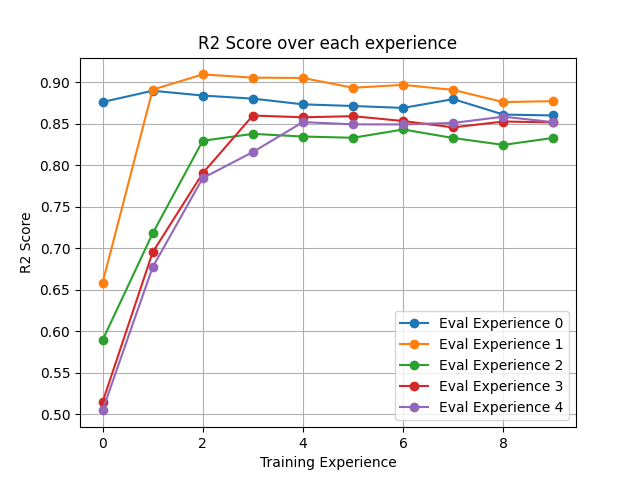 R2 Score over each experience
R2 Score
0.90
0.85
0.80
0.75
0.70
0.65
0.60
0.55
0.50
0
2
4
6
8
Training Experience
Eval Experience 0
Eval Experience 1
Eval Experience 2
Eval Experience 3
Eval Experience 4